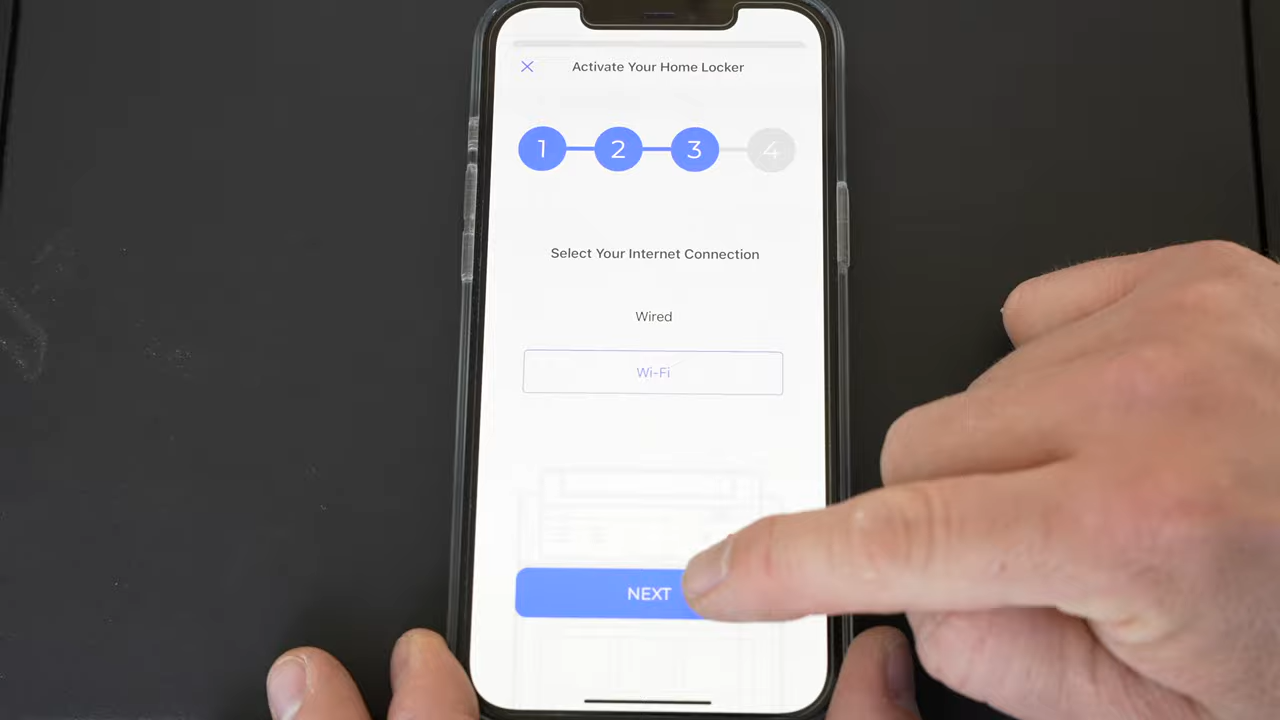 Activate Your Home Locker
1 2 3 4
Select Your Internet Connection
Wired
Wi-Fi
NEXT